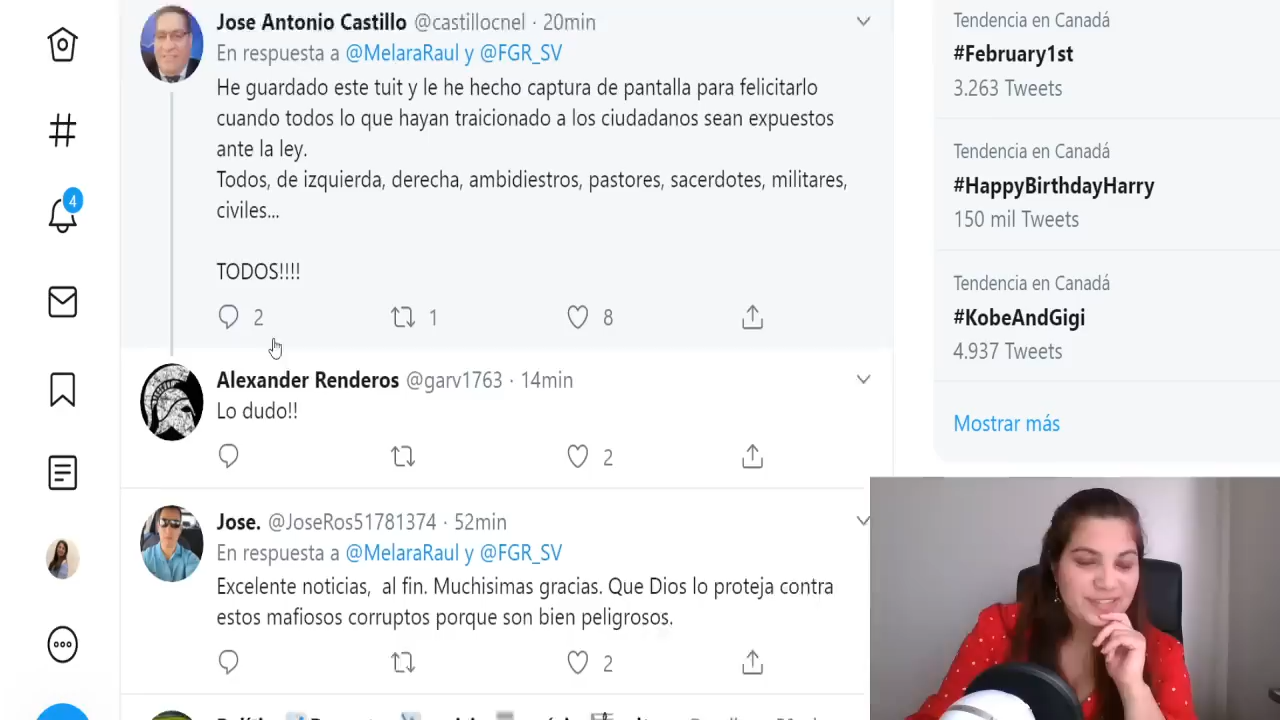 Jose Antonio Castillo @castillocnel · 20min
En respuesta a @MelaraRaul y @FGR_SV
He guardado este tuit y le he hecho captura de pantalla para felicitarlo
cuando todos lo que hayan traicionado a los ciudadanos sean expuestos
ante la ley.
Todos, de izquierda, derecha, ambidiestros, pastores, sacerdotes, militares,
civiles...
TODOS!!!!
2 1 8
Alexander Renderos @garv1763 · 14min
Lo dudo!!
2
Jose. @JoseRos51781374 · 52min
En respuesta a @MelaraRaul y @FGR_SV
Excelente noticias, al fin. Muchisimas gracias. Que Dios lo proteja contra
estos mafiosos corruptos porque son bien peligrosos.
2
4
Tendencia en Canadá
#February1st
3.263 Tweets
Tendencia en Canadá
#HappyBirthdayHarry
150 mil Tweets
Tendencia en Canadá
#KobeAndGigi
4.937 Tweets
Mostrar más